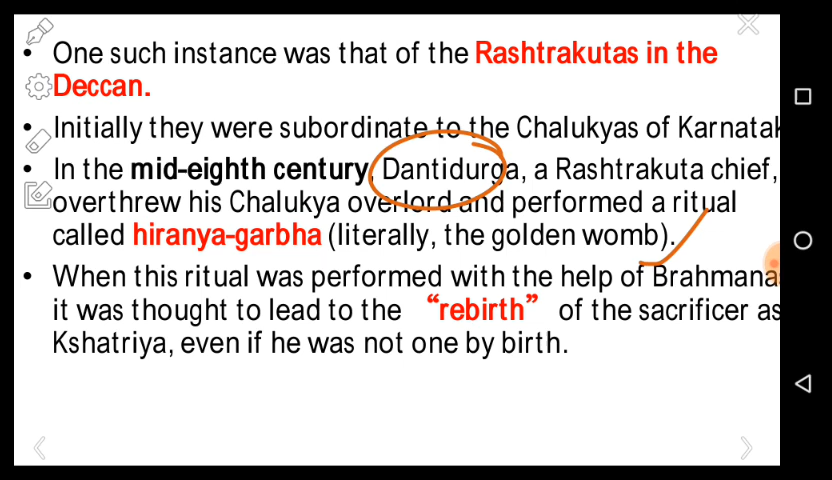 • One such instance was that of the Rashtrakutas in the
Deccan.
• Initially they were subordinate to the Chalukyas of Karnatak
• In the mid-eighth century, Dantidurga, a Rashtrakuta chief,
overthrew his Chalukya overlord and performed a ritual
called hiranya-garbha (literally, the golden womb).
• When this ritual was performed with the help of Brahmana
it was thought to lead to the “rebirth” of the sacrificer as
Kshatriya, even if he was not one by birth.